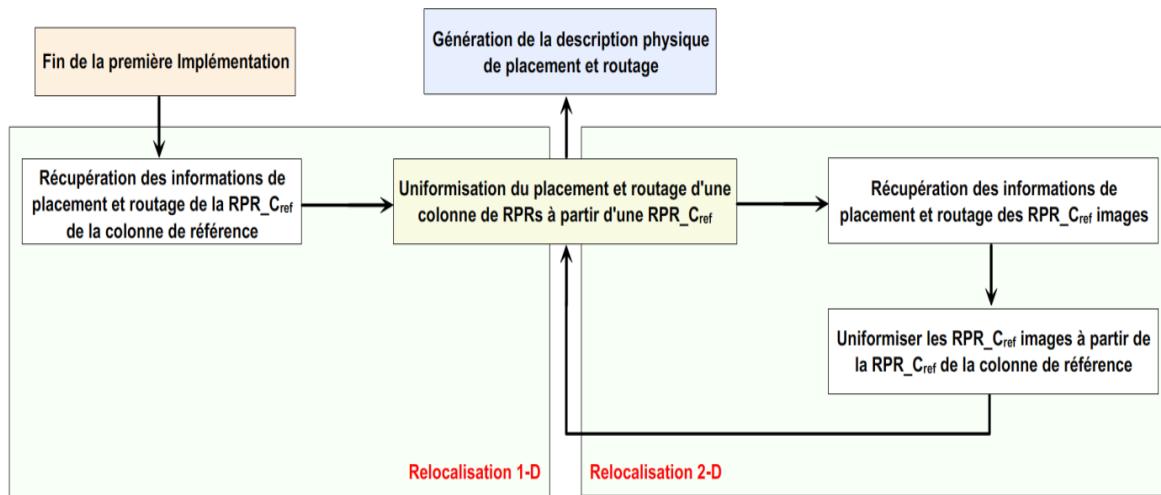 Fin de la première Implémentation
Génération de la description physique
de placement et routage
Récupération des informations de
placement et routage de la RPR_Cref
de la colonne de référence
Uniformisation du placement et routage d'une
colonne de RPRs à partir d'une RPR_Cref
Récupération des informations de
placement et routage des RPR_Cref images
Uniformiser les RPR_Cref images à partir de
la RPR_Cref de la colonne de référence
Relocalisation 1-D
Relocalisation 2-D